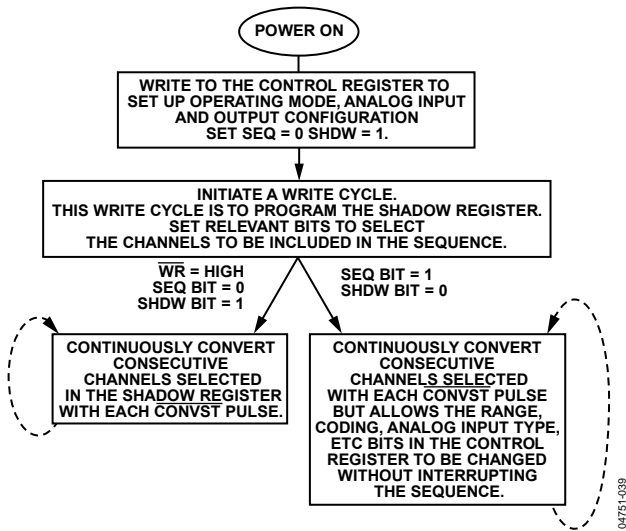 POWER ON
WRITE TO THE CONTROL REGISTER TO
SET UP OPERATING MODE, ANALOG INPUT
AND OUTPUT CONFIGURATION
SET SEQ = 0 SHDW = 1.
INITIATE A WRITE CYCLE.
THIS WRITE CYCLE IS TO PROGRAM THE SHADOW REGISTER.
SET RELEVANT BITS TO SELECT
THE CHANNELS TO BE INCLUDED IN THE SEQUENCE.
W̅R̅ = HIGH
SEQ BIT = 0
SHDW BIT = 1
SEQ BIT = 1
SHDW BIT = 0
CONTINUOUSLY CONVERT
CONSECUTIVE
CHANNELS SELECTED
IN THE SHADOW REGISTER
WITH EACH C̅O̅N̅V̅S̅T̅ PULSE.
CONTINUOUSLY CONVERT
CONSECUTIVE
CHANNELS SELECTED
WITH EACH C̅O̅N̅V̅S̅T̅ PULSE
BUT ALLOWS THE RANGE,
CODING, ANALOG INPUT TYPE,
ETC BITS IN THE CONTROL
REGISTER TO BE CHANGED
WITHOUT INTERRUPTING
THE SEQUENCE.
04751-039